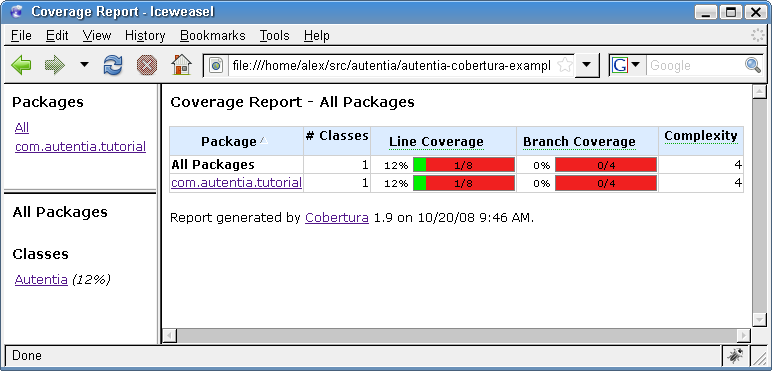 Coverage Report - Iceweasel
File Edit View History Bookmarks Tools Help
file:///home/alex/src/autentia/autentia-cobertura-exampl
G Google
Packages
All
com.autentia.tutorial
All Packages
Classes
Autentia (12%)
Coverage Report - All Packages
Package # Classes Line Coverage Branch Coverage Complexity
All Packages 1 12% 1/8 0% 0/4 4
com.autentia.tutorial 1 12% 1/8 0% 0/4 4
Report generated by Cobertura 1.9 on 10/20/08 9:46 AM.
Done